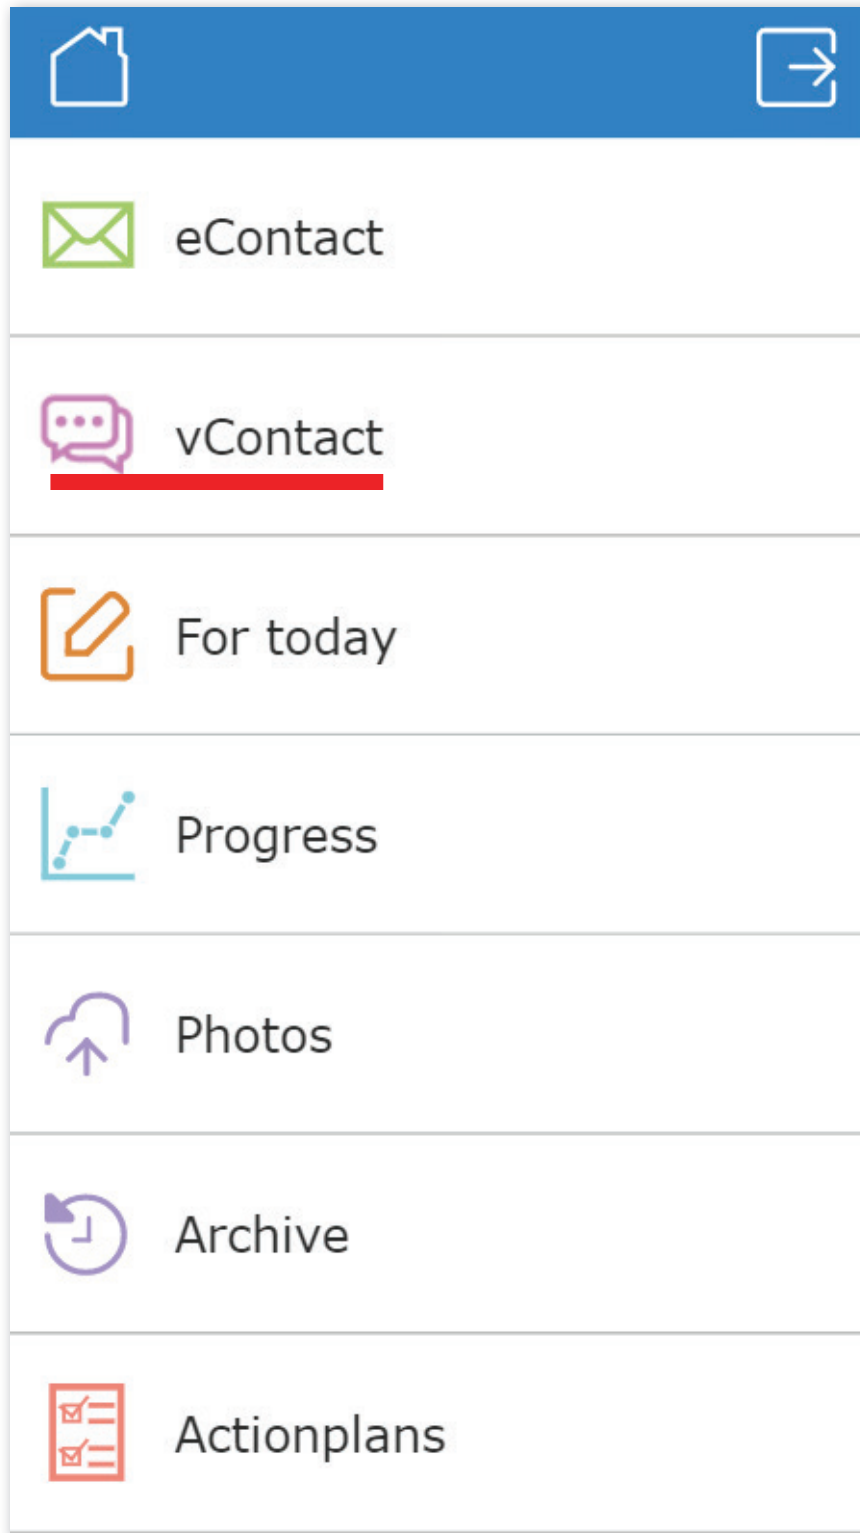 eContact
vContact
For today
Progress
Photos
Archive
Actionplans